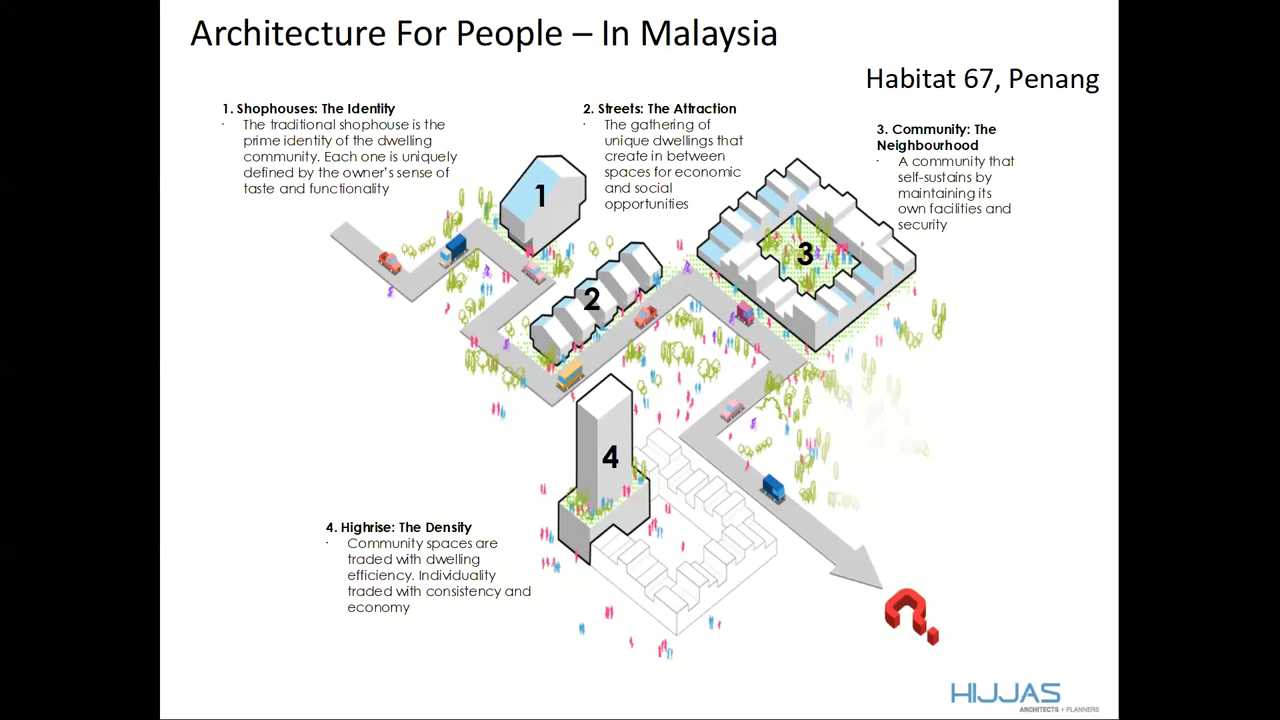 Architecture For People – In Malaysia
Habitat 67, Penang
1. Shophouses: The Identity
· The traditional shophouse is the
prime identity of the dwelling
community. Each one is uniquely
defined by the owner's sense of
taste and functionality
2. Streets: The Attraction
· The gathering of
unique dwellings that
create in between
spaces for economic
and social
opportunities
3. Community: The
Neighbourhood
· A community that
self-sustains by
maintaining its
own facilities and
security
1
2
3
4
4. Highrise: The Density
· Community spaces are
traded with dwelling
efficiency. Individuality
traded with consistency and
economy
?
HIJJAS
ARCHITECTS + PLANNERS